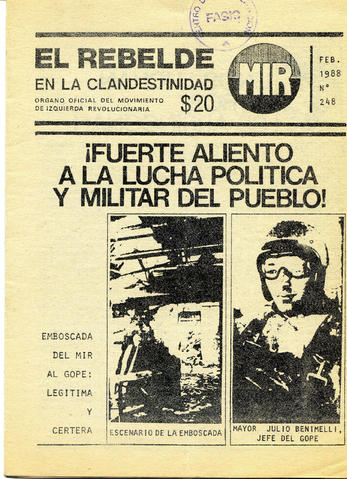 FASIC
EL REBELDE
EN LA CLANDESTINIDAD
ORGANO OFICIAL DEL MOVIMIENTO
DE IZQUIERDA REVOLUCIONARIA
$20
MIR
FEB.
1988
N°
248
¡FUERTE ALIENTO
A LA LUCHA POLITICA
Y MILITAR DEL PUEBLO!
EMBOSCADA
DEL MIR
AL GOPE:
LEGITIMA
Y
CERTERA
ESCENARIO DE LA EMBOSCADA
MAYOR JULIO BENIMELLI,
JEFE DEL GOPE